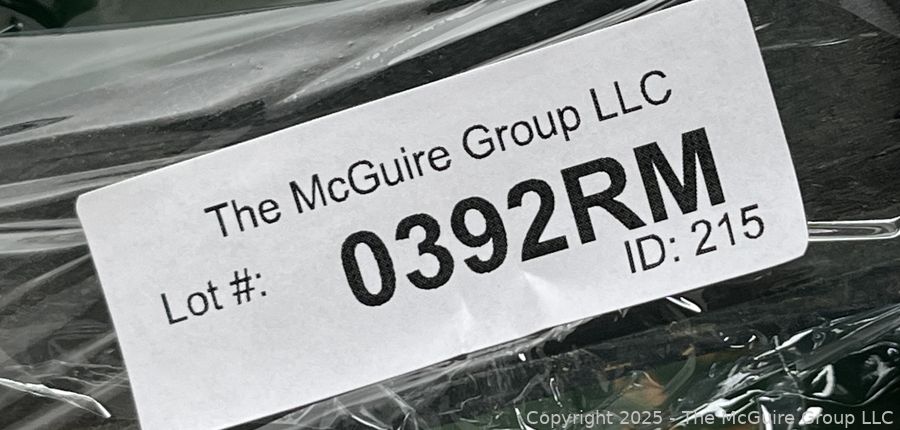 The McGuire Group LLC
Lot #: 0392RM
ID: 215
Copyright 2025 - The McGuire Group LLC